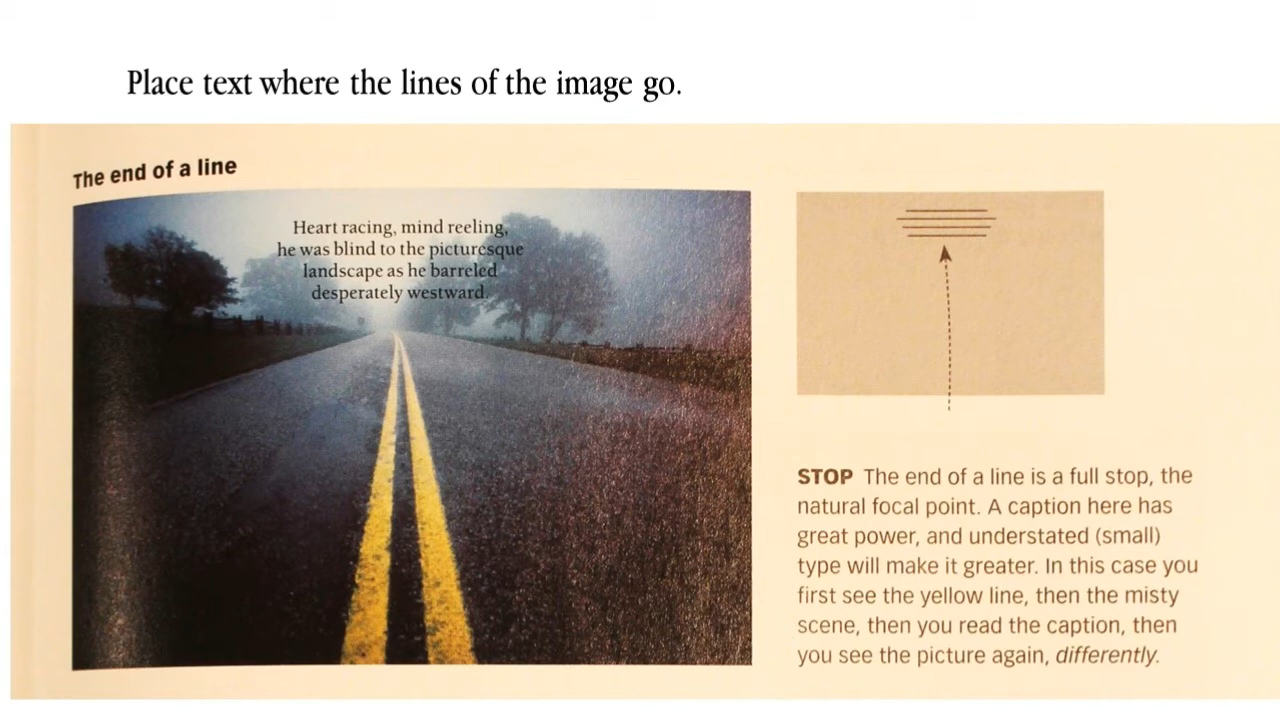 Place text where the lines of the image go.
The end of a line
Heart racing, mind reeling,
he was blind to the picturesque
landscape as he barreled
desperately westward.
STOP The end of a line is a full stop, the
natural focal point. A caption here has
great power, and understated (small)
type will make it greater. In this case you
first see the yellow line, then the misty
scene, then you read the caption, then
you see the picture again, differently.